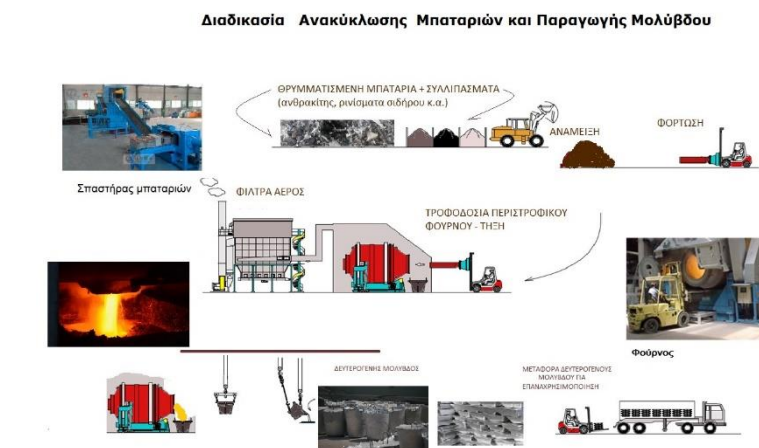 Διαδικασία Ανακύκλωσης Μπαταριών και Παραγωγής Μολύβδου
ΘΡΥΜΜΑΤΙΣΜΕΝΗ ΜΠΑΤΑΡΙΑ + ΣΥΛΛΙΠΑΣΜΑΤΑ
(ανθρακίτης, ρινίσματα σιδήρου κ.α.)
ΑΝΑΜΕΙΞΗ
ΦΟΡΤΩΣΗ
Σπαστήρας μπαταριών
ΦΙΛΤΡΑ ΑΕΡΟΣ
ΤΡΟΦΟΔΟΣΙΑ ΠΕΡΙΣΤΡΟΦΙΚΟΥ
ΦΟΥΡΝΟΥ - ΤΗΞΗ
Φούρνος
ΔΕΥΤΕΡΟΓΕΝΗΣ ΜΟΛΥΒΔΟΣ
ΜΕΤΑΦΟΡΑ ΔΕΥΤΕΡΟΓΕΝΟΥΣ
ΜΟΛΥΒΔΟΥ ΓΙΑ
ΕΠΑΝΑΧΡΗΣΙΜΟΠΟΙΗΣΗ